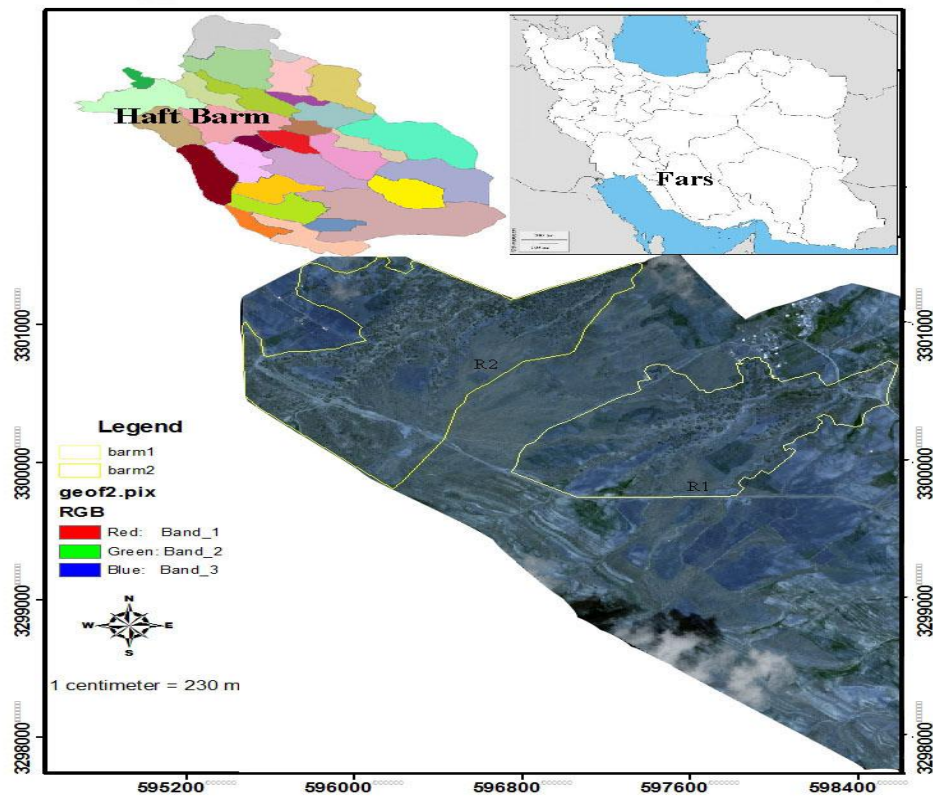 Haft Barm
Fars
R2
R1
Legend
barm1
barm2
geof2.pix
RGB
Red: Band_1
Green: Band_2
Blue: Band_3
N
W E
S
1 centimeter = 230 m
3301000
3300000
3299000
3298000
3301000
3300000
3299000
3298000
595200 596000 596800 597600 598400